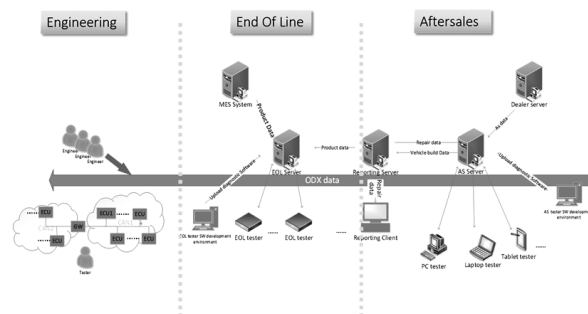 Engineering
End Of Line
Aftersales
MES System
Product Data
Dealer server
As data
Engineer
Engineer
Engineer
EOL Server
Product data
Reporting Server
Repair data
Vehicle build Data
AS Server
Upload diagnostic Software
Upload diagnostic Software
ODX data
Repair
data
ECU
ECU1
ECU
GW
ECU
ECU
ECU
Tester
EOL tester SW development
environment
EOL tester
EOL tester
Reporting Client
AS tester SW development
environment
PC tester
Laptop tester
Tablet tester